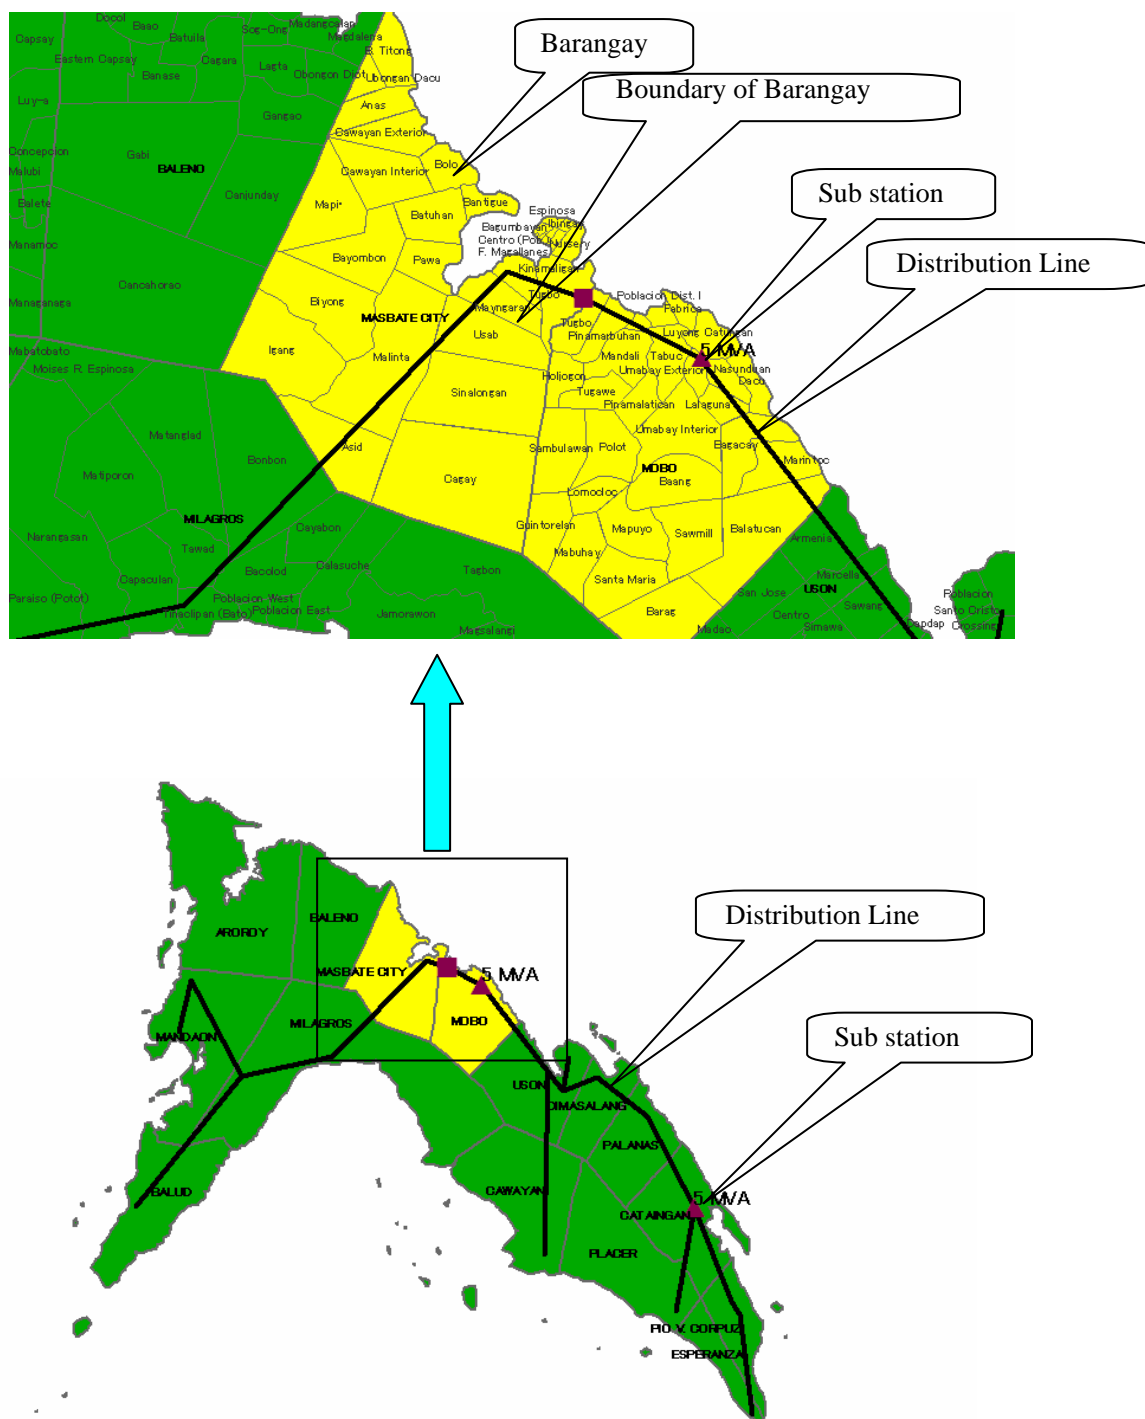 Docol
Madangcalan
Capsay
Baao
Batuila
Sog-Ong
Magdalena
B. Titong
Eastern Capsay
Cagara
Lagta
Banase
Obongon Diot
Ubongan Dacu
Luy-a
Anas
Gangao
Cawayan Exterior
Concepcion
Gabi
BALENO
Bolo
Malubi
Cawayan Interior
Canjunday
Balete
Mapi
Bantigue
Batuhan
Espinosa
Ibingay
Bagumbayan
Manamoc
Centro (Pob.)
Nursery
F. Magallanes
Bayombon
Pawa
Kinamaligan
Cancahorao
Managanaga
Biyong
Mayngaran
Tugbo
Poblacion Dist. I
Fabrica
MASBATE CITY
Usab
Tugbo
Pinamarbuhan
Luyong Catungan
Mabatobato
Igang
Malinta
Mandali
Tabuc
5 MVA
Moises R. Espinosa
Holjogon
Umabay Exterior
Nasunduan
Dacu
Sinalongan
Tugawe
Pinamalatican
Lalaguna
Matanglad
Umabay Interior
Asid
Sambulawan
Polot
Bagacay
Bonbon
Marintoc
Matiporon
MOBO
Cagay
Baang
Lomocloc
MILAGROS
Cayabon
Guintorelan
Mapuyo
Sawmill
Balatucan
Narangasan
Tawad
Calasuche
Mabuhay
Armenia
Capaculan
Bacolod
Tagbon
Santa Maria
Marcella
San Jose
USON
Paraiso (Potot)
Poblacion West
Sawang
Poblacion
Tinaclipan (Bato)
Poblacion East
Jamorawon
Barag
Centro
Santo Cristo
Magsalangi
Madao
Simawa
Dapdap
Crossing
Barangay
Boundary of Barangay
Sub station
Distribution Line
AROROY
BALENO
MASBATE CITY
5 MVA
MANDAON
MILAGROS
MOBO
USON
DIMASALANG
PALANAS
BALUD
CAWAYAN
5 MVA
CATAINGAN
PLACER
PIO V. CORPUZ
ESPERANZA
Distribution Line
Sub station